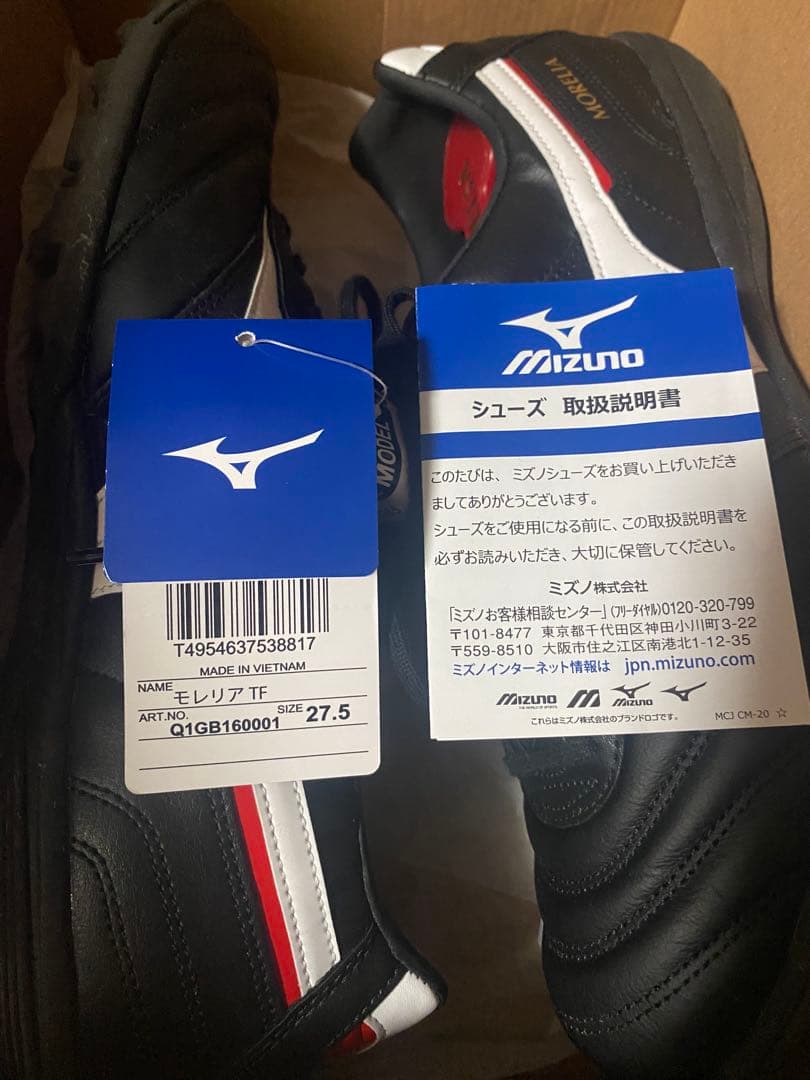 MORELIA
MODEL
T4954637538817
MADE IN VIETNAM
NAME モレリア TF
ART.NO. Q1GB160001 SIZE 27.5
MIZUNO
シューズ 取扱説明書
このたびは、ミズノシューズをお買い上げいただき
ましてありがとうございます。
シューズをご使用になる前に、この取扱説明書を
必ずお読みいただき、大切に保管してください。
ミズノ株式会社
「ミズノお客様相談センター」(フリーダイヤル)0120-320-799
〒101-8477 東京都千代田区神田小川町3-22
〒559-8510 大阪市住之江区南港北1-12-35
ミズノインターネット情報は jpn.mizuno.com
MIZUNO
THE WORLD OF SPORTS
MIZUNO
これらはミズノ株式会社のブランドロゴです。
MCJ CM-20 ☆